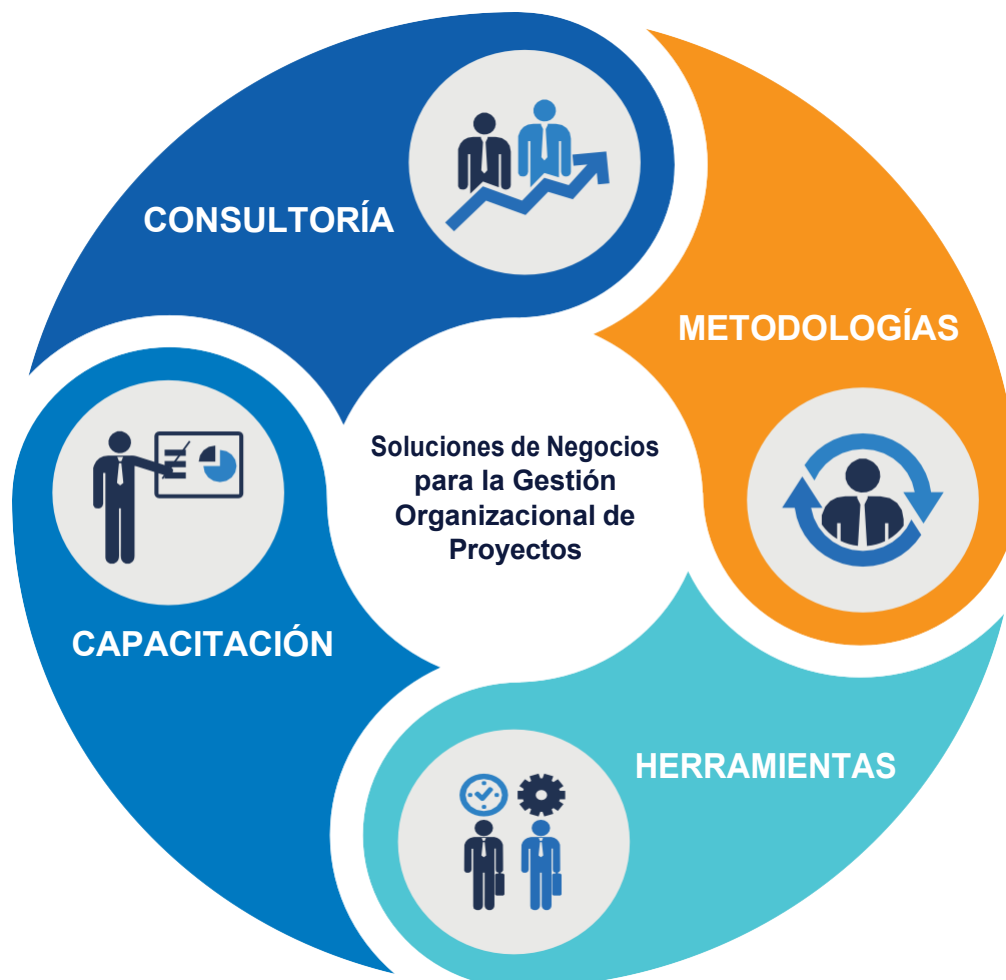 CONSULTORÍA
METODOLOGÍAS
Soluciones de Negocios
para la Gestión
Organizacional de
Proyectos
CAPACITACIÓN
HERRAMIENTAS